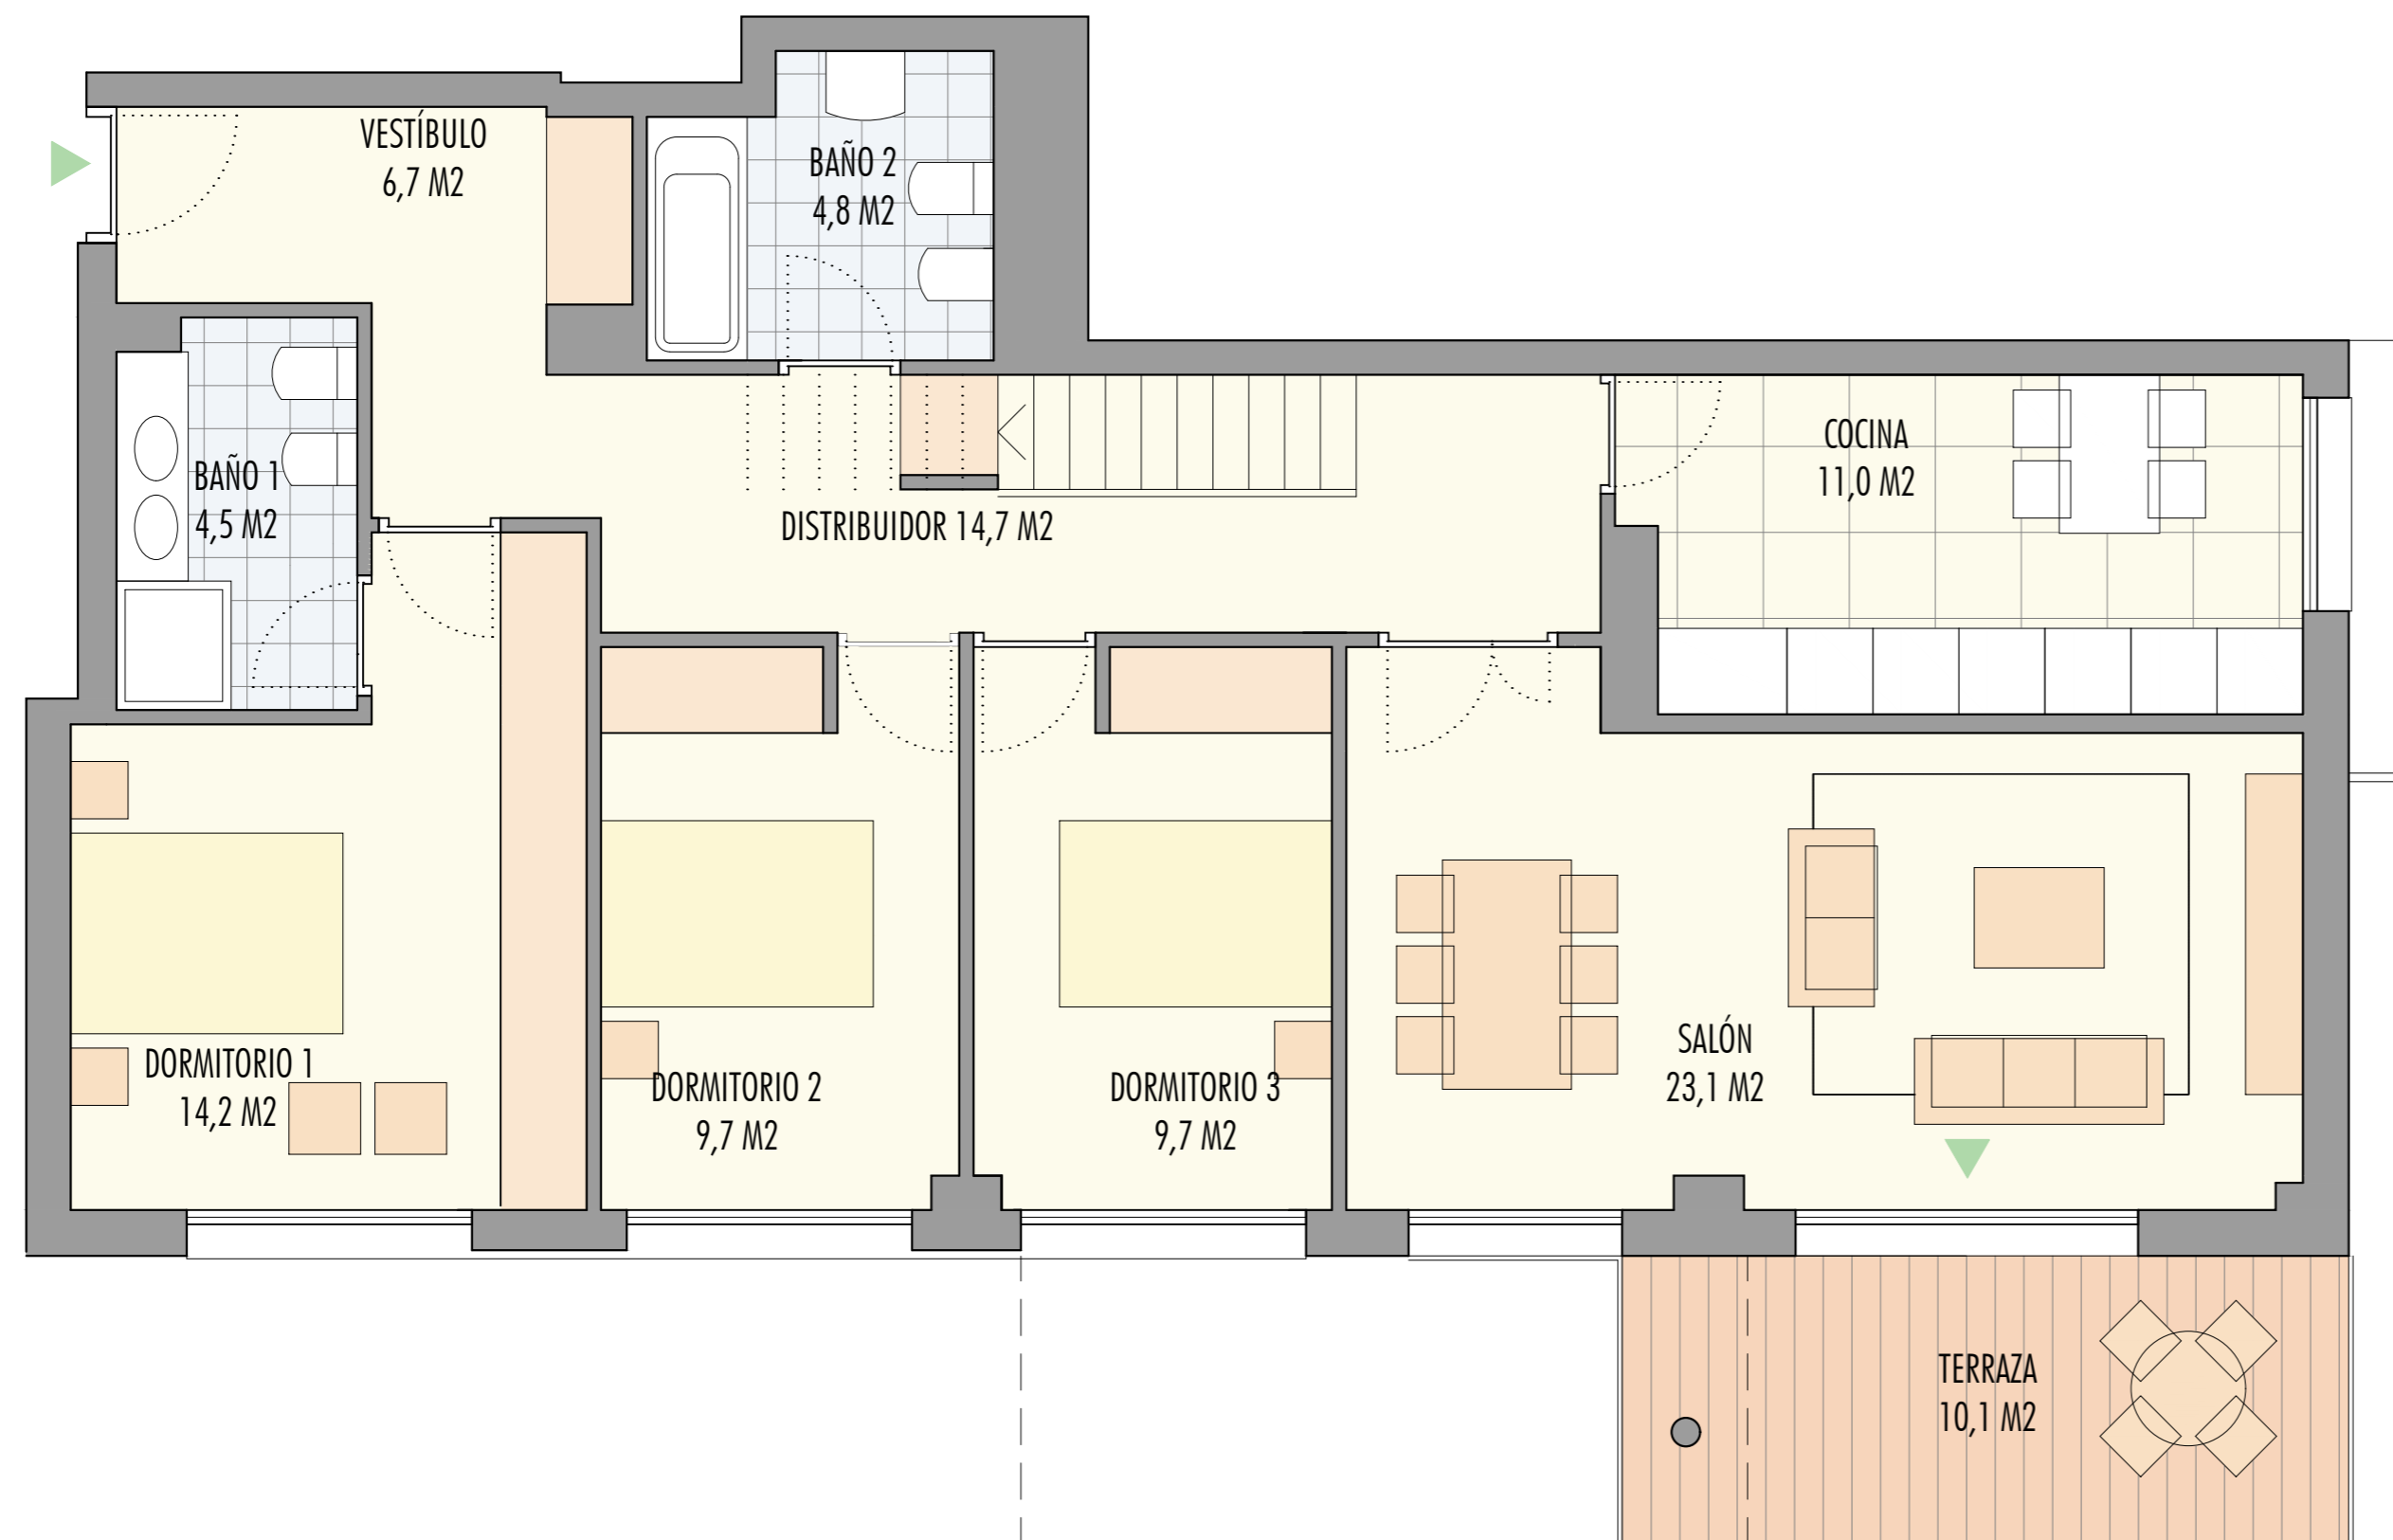 VESTÍBULO
6,7 M2
BAÑO 2
4,8 M2
BAÑO 1
4,5 M2
COCINA
11,0 M2
DISTRIBUIDOR 14,7 M2
DORMITORIO 1
14,2 M2
DORMITORIO 2
9,7 M2
DORMITORIO 3
9,7 M2
SALÓN
23,1 M2
TERRAZA
10,1 M2